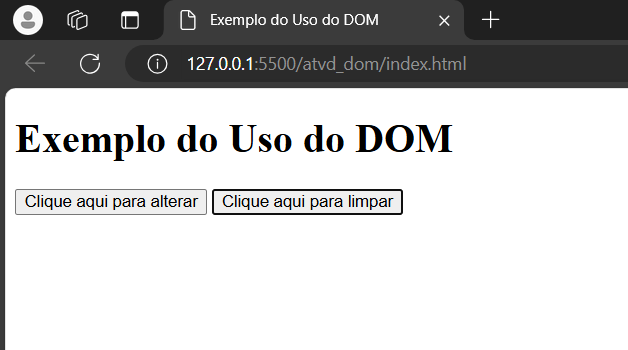 Exemplo do Uso do DOM
127.0.0.1:5500/atvd_dom/index.html
Exemplo do Uso do DOM
Clique aqui para alterar Clique aqui para limpar